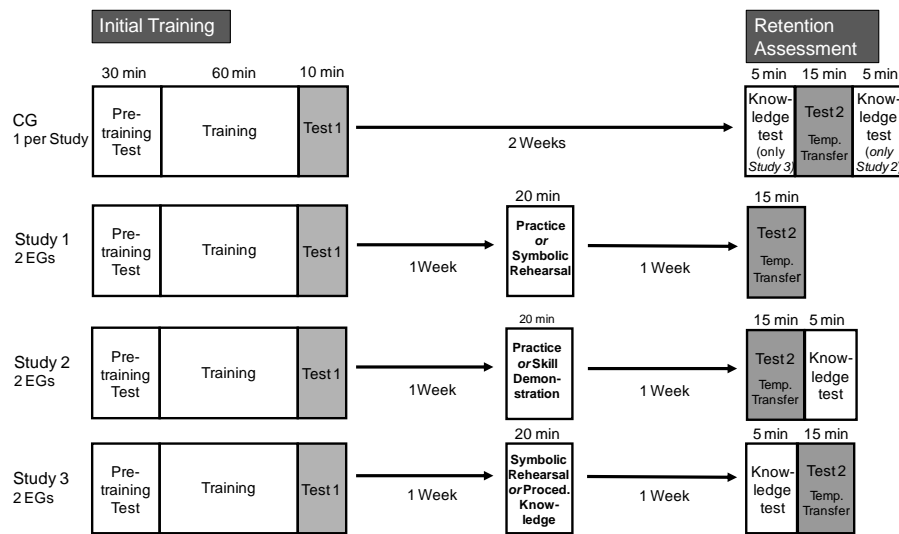 Initial Training
Retention
Assessment
30 min
60 min
10 min
5 min
15 min
5 min
CG
1 per Study
Pre-
training
Test
Training
Test 1
2 Weeks
Know-
ledge
test
(only
Study 3)
Test 2
Temp.
Transfer
Know-
ledge
test
(only
Study 2)
Study 1
2 EGs
Pre-
training
Test
Training
Test 1
1 Week
20 min
Practice
or
Symbolic
Rehearsal
1 Week
15 min
Test 2
Temp.
Transfer
Study 2
2 EGs
Pre-
training
Test
Training
Test 1
1 Week
20 min
Practice
or Skill
Demon-
stration
1 Week
15 min
5 min
Test 2
Temp.
Transfer
Know-
ledge
test
Study 3
2 EGs
Pre-
training
Test
Training
Test 1
1 Week
20 min
Symbolic
Rehearsal
or Proced.
Knowledge
1 Week
5 min
15 min
Know-
ledge
test
Test 2
Temp.
Transfer